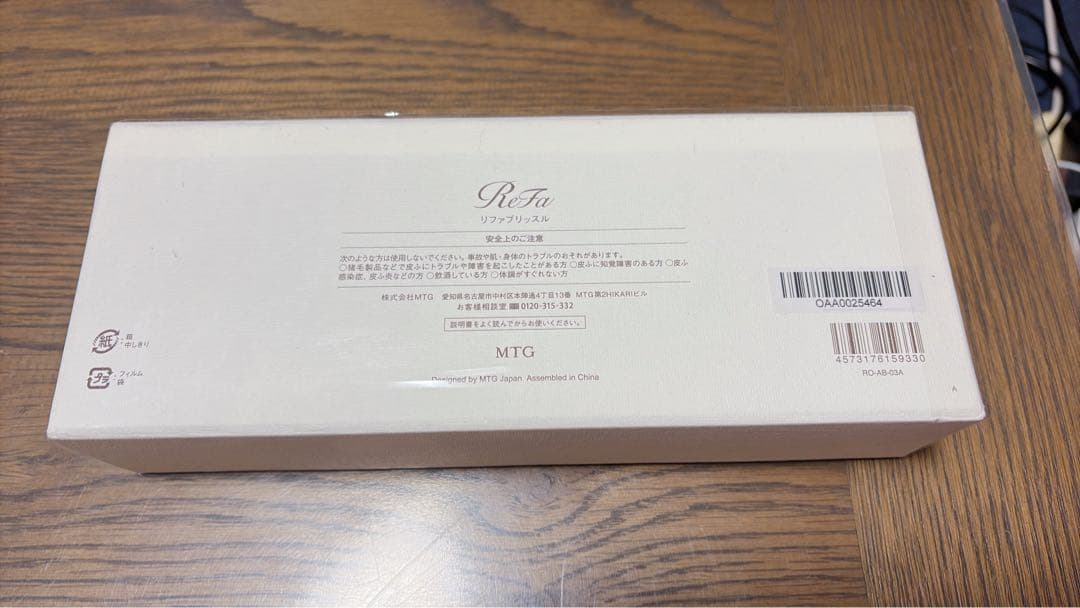 ReFa
リファブリッスル
安全上のご注意
次のような方は使用しないでください。事故や肌・身体のトラブルのおそれがあります。
○猪毛製品などで皮ふにトラブルや障害を起こしたことがある方 ○皮ふに知覚障害のある方 ○皮ふ
感染症、皮ふ炎などの方 ○飲酒している方 ○体調がすぐれない方
株式会社MTG 愛知県名古屋市中村区本陣通4丁目13番 MTG第2HIKARIビル
お客様相談室 0120-315-332
説明書をよく読んでからお使いください。
MTG
Designed by MTG Japan Assembled in China
紙
箱
・中しきり
プラ
フィルム
袋
OAA0025464
4573176159330
RO-AB-03A
A